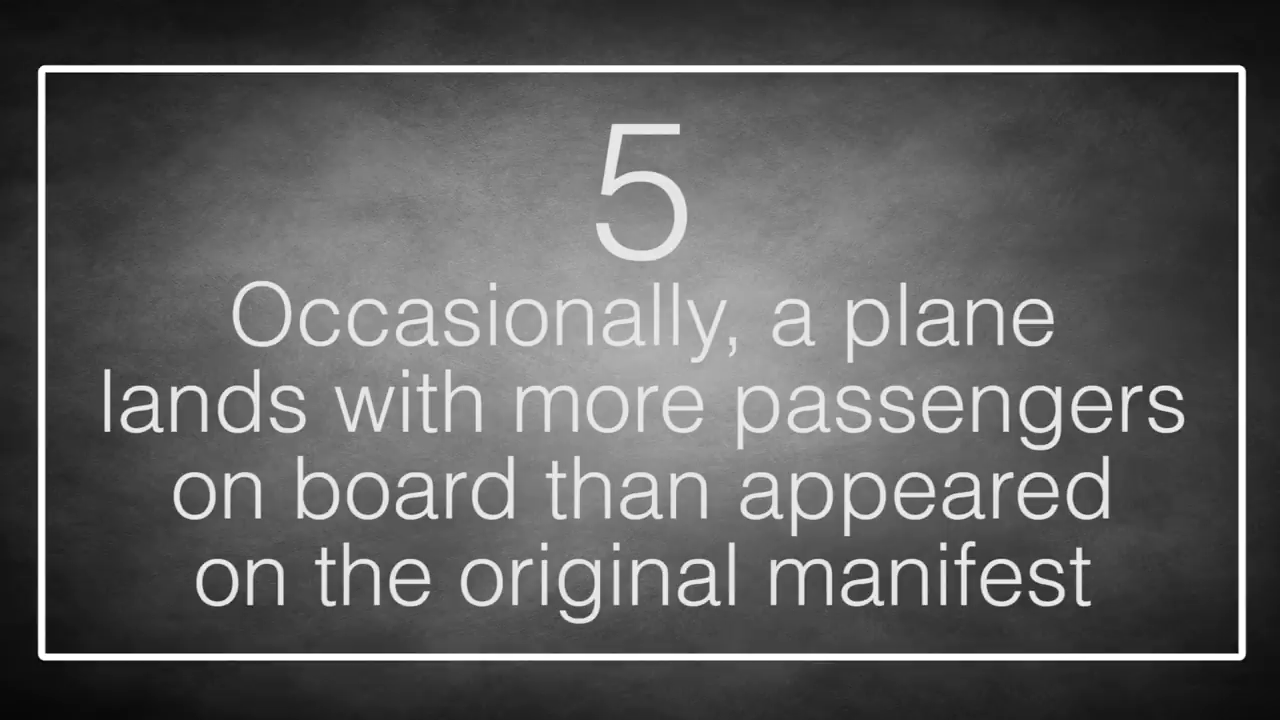 5
Occasionally, a plane
lands with more passengers
on board than appeared
on the original manifest